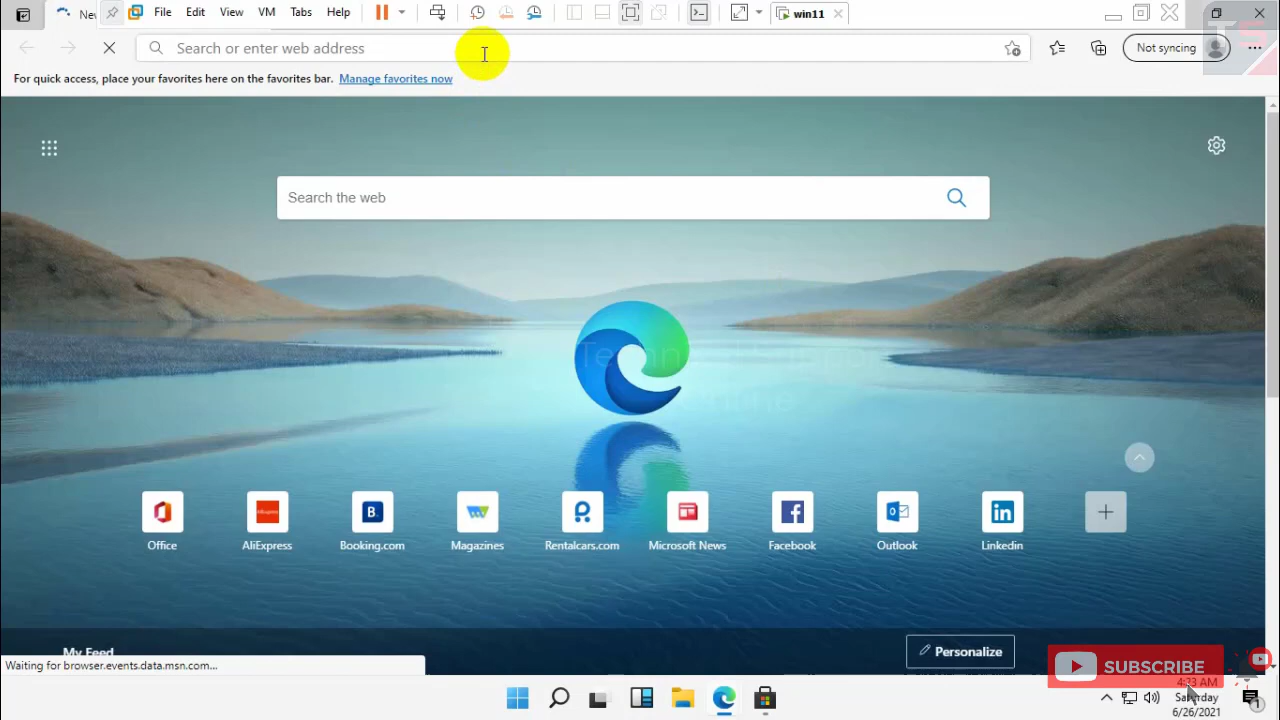 File Edit View VM Tabs Help win11
Search or enter web address
Not syncing
For quick access, place your favorites here on the favorites bar. Manage favorites now
Search the web
Office AliExpress Booking.com Magazines Rentalcars.com Microsoft News Facebook Outlook Linkedin
My Feed
Personalize
Waiting for browser.events.data.msn.com...
SUBSCRIBE
4:33 AM
Saturday
6/26/2021